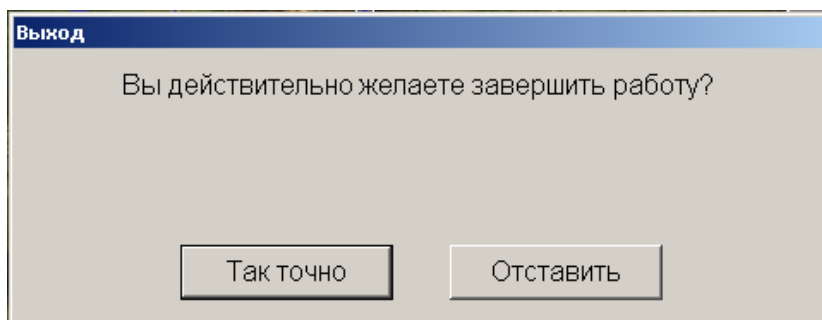 Выход
Вы действительно желаете завершить работу?
Так точно
Отставить